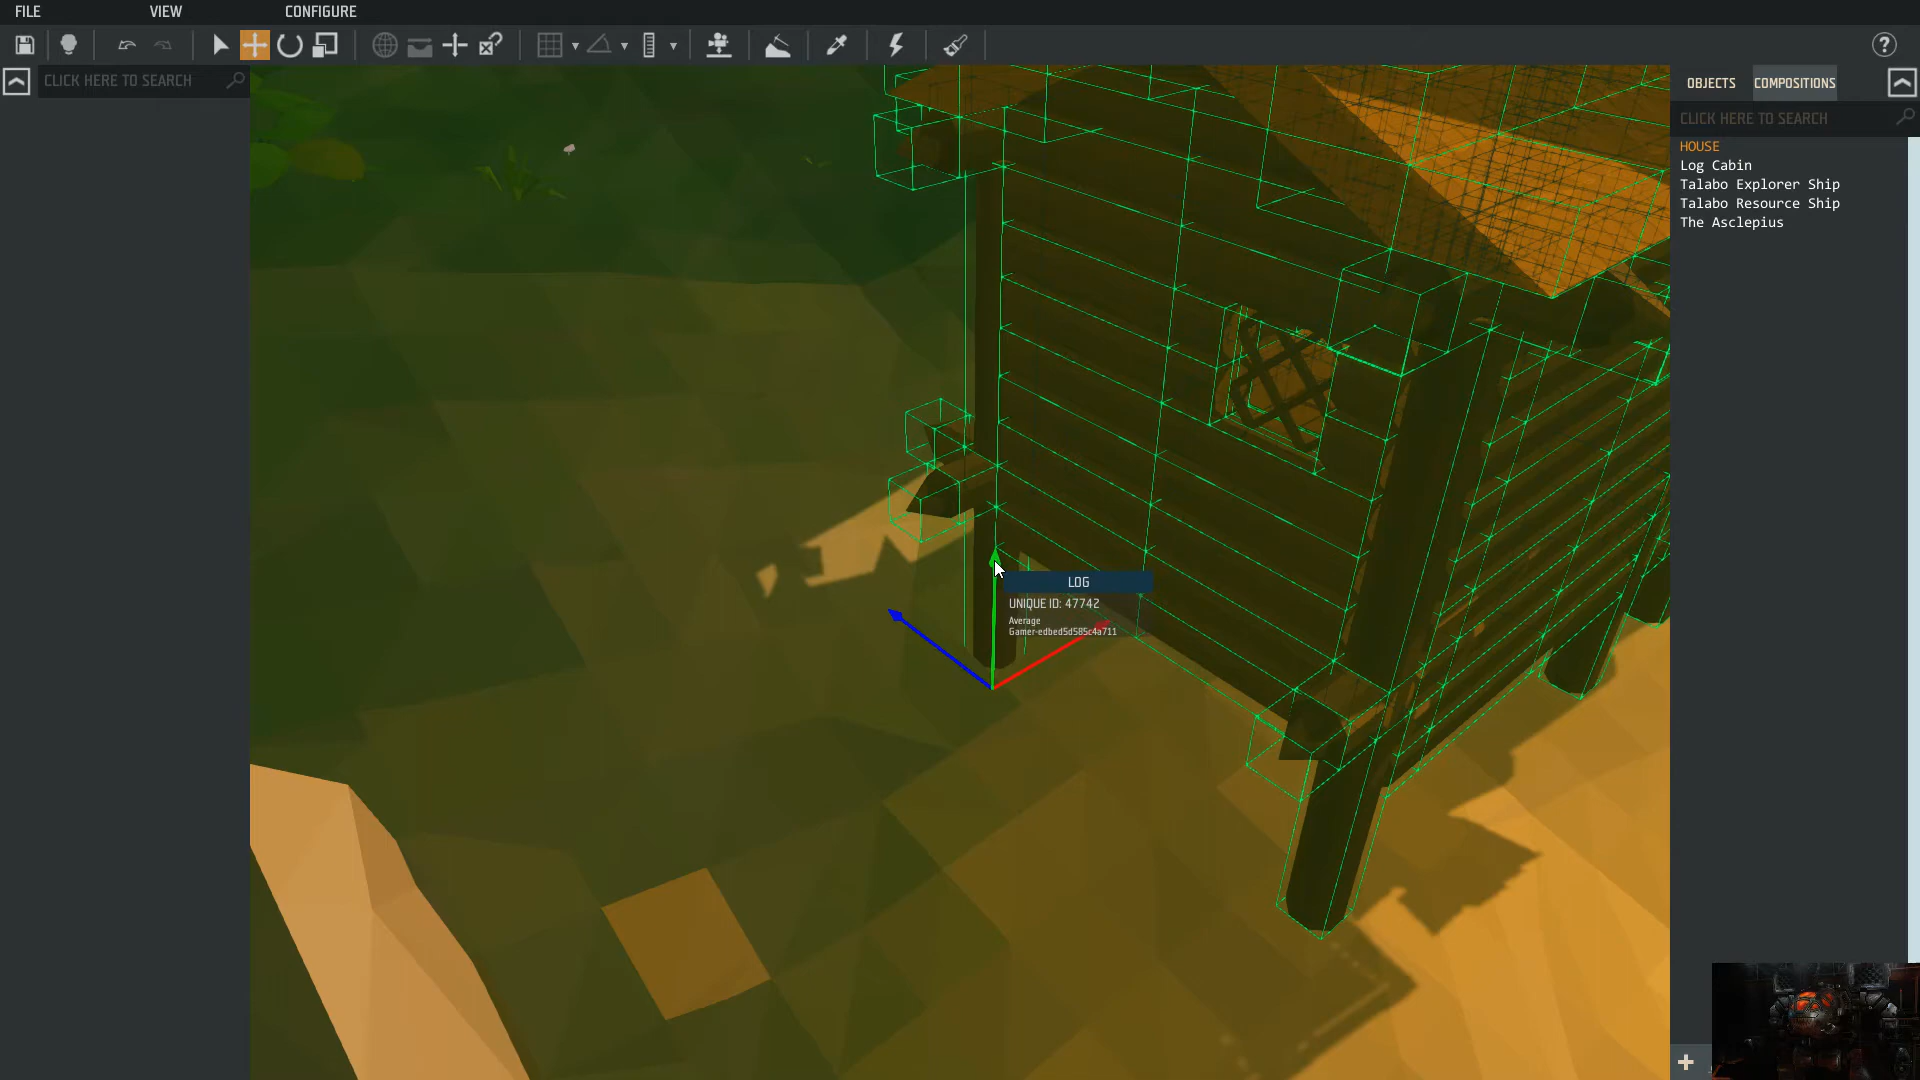 FILE
VIEW
CONFIGURE
CLICK HERE TO SEARCH
OBJECTS
COMPOSITIONS
CLICK HERE TO SEARCH
HOUSE
Log Cabin
Talabo Explorer Ship
Talabo Resource Ship
The Asclepius
LOG
UNIQUE ID: 47742
Average
Gamer-edbed5d585c4a711